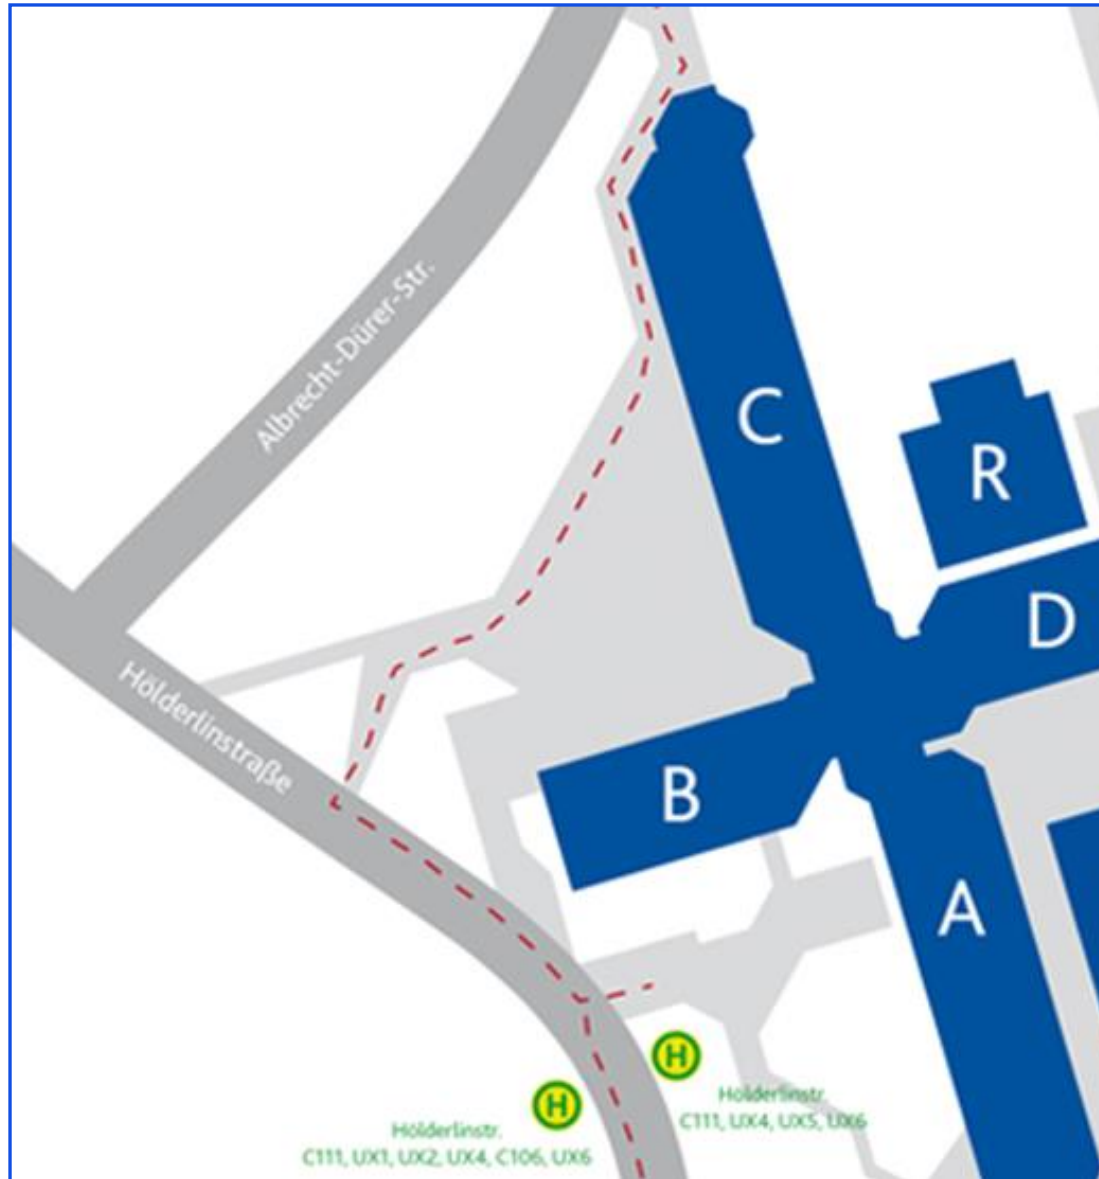 Albrecht-Dürer-Str.
C
R
D
Hölderlinstraße
B
A
H
Hölderlinstr.
C111, UX4, UX5, UX6
H
Hölderlinstr.
C111, UX1, UX2, UX4, C106, UX6